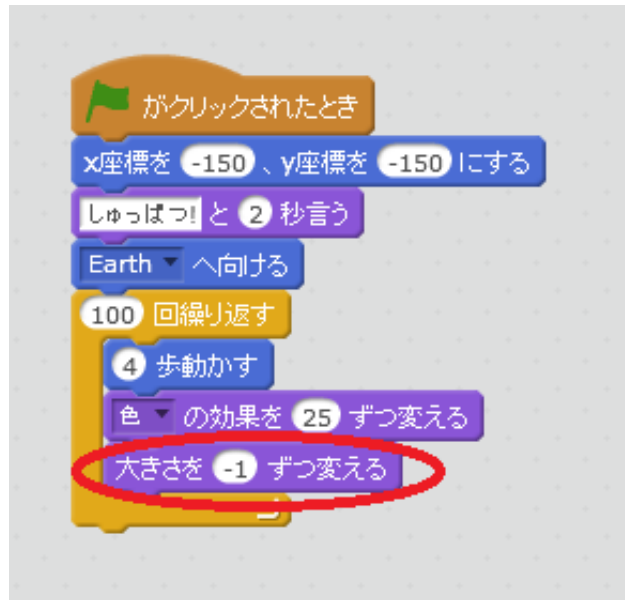 がクリックされたとき
x座標を -150 、y座標を -150 にする
しゅっぱつ! と 2 秒言う
Earth へ向ける
100 回繰り返す
4 歩動かす
色 の効果を 25 ずつ変える
大きさを -1 ずつ変える